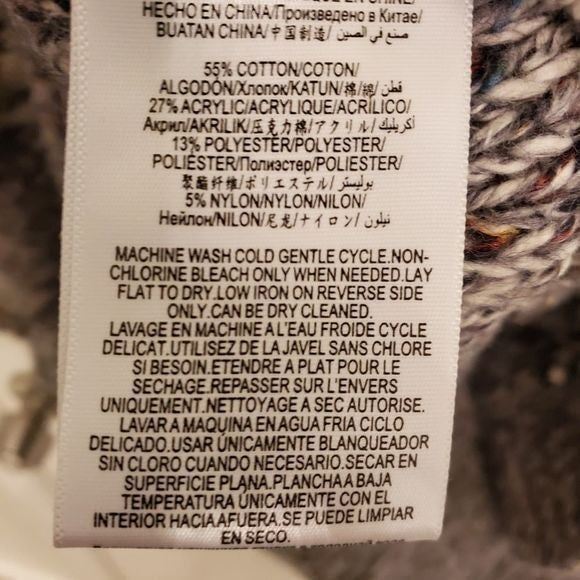 HECHO EN CHINA/Произведено в Китае/
BUATAN CHINA/中国制造/ صنع في الصين/
55% COTTON/COTON/
ALGODÓN/Хлопок/KATUN/棉/綿/قطن/
27% ACRYLIC/ACRYLIQUE/ACRÍLICO/
Акрил/AKRILIK/压克力棉/アクリル/أكريليك/
13% POLYESTER/POLYESTER/
POLIÉSTER/Полиэстер/POLIESTER/
聚酯纤维/ポリエステル/بوليستر/
5% NYLON/NYLON/NILON/
Нейлон/NILON/尼龙/ナイロン/نيلون/
MACHINE WASH COLD GENTLE CYCLE.NON-
CHLORINE BLEACH ONLY WHEN NEEDED.LAY
FLAT TO DRY.LOW IRON ON REVERSE SIDE
ONLY.CAN BE DRY CLEANED.
LAVAGE EN MACHINE A L'EAU FROIDE CYCLE
DELICAT.UTILISEZ DE LA JAVEL SANS CHLORE
SI BESOIN.ETENDRE A PLAT POUR LE
SECHAGE.REPASSER SUR L'ENVERS
UNIQUEMENT.NETTOYAGE A SEC AUTORISE.
LAVAR A MAQUINA EN AGUA FRIA CICLO
DELICADO.USAR ÚNICAMENTE BLANQUEADOR
SIN CLORO CUANDO NECESARIO.SECAR EN
SUPERFICIE PLANA.PLANCHA A BAJA
TEMPERATURA ÚNICAMENTE CON EL
INTERIOR HACIA AFUERA.SE PUEDE LIMPIAR
EN SECO.